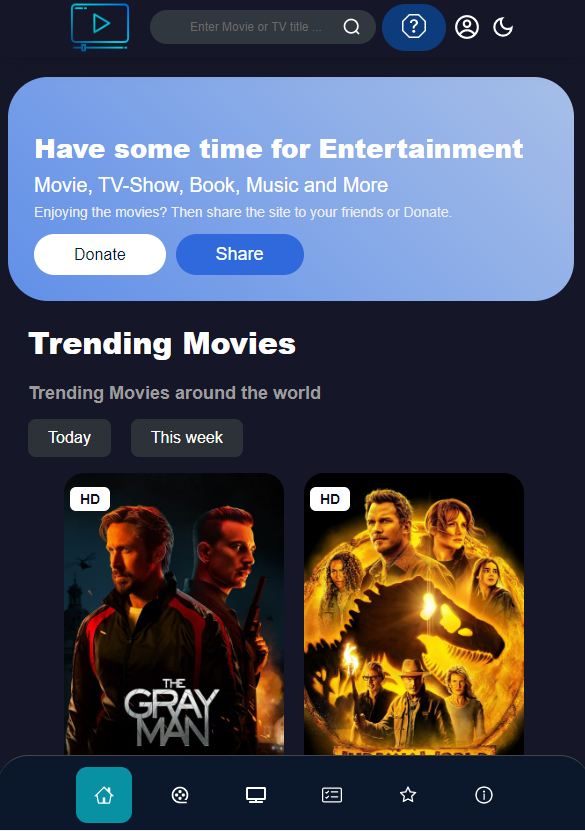 Enter Movie or TV title ...
Have some time for Entertainment
Movie, TV-Show, Book, Music and More
Enjoying the movies? Then share the site to your friends or Donate.
Donate
Share
Trending Movies
Trending Movies around the world
Today
This week
HD
HD
THE
GRAY
MAN